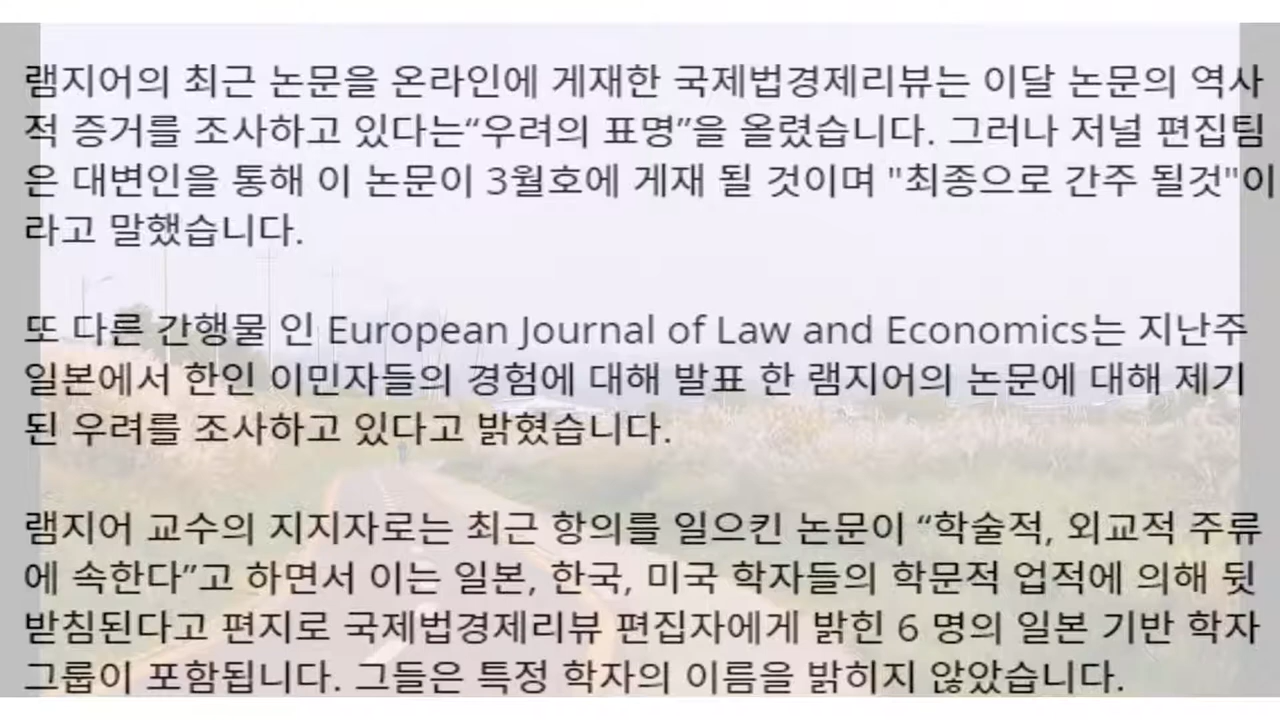 램지어의 최근 논문을 온라인에 게재한 국제법경제리뷰는 이달 논문의 역사
적 증거를 조사하고 있다는“우려의 표명”을 올렸습니다. 그러나 저널 편집팀
은 대변인을 통해 이 논문이 3월호에 게재 될 것이며 "최종으로 간주 될것"이
라고 말했습니다.
또 다른 간행물 인 European Journal of Law and Economics는 지난주
일본에서 한인 이민자들의 경험에 대해 발표 한 램지어의 논문에 대해 제기
된 우려를 조사하고 있다고 밝혔습니다.
램지어 교수의 지지자로는 최근 항의를 일으킨 논문이 “학술적, 외교적 주류
에 속한다”고 하면서 이는 일본, 한국, 미국 학자들의 학문적 업적에 의해 뒷
받침된다고 편지로 국제법경제리뷰 편집자에게 밝힌 6 명의 일본 기반 학자
그룹이 포함됩니다. 그들은 특정 학자의 이름을 밝히지 않았습니다.